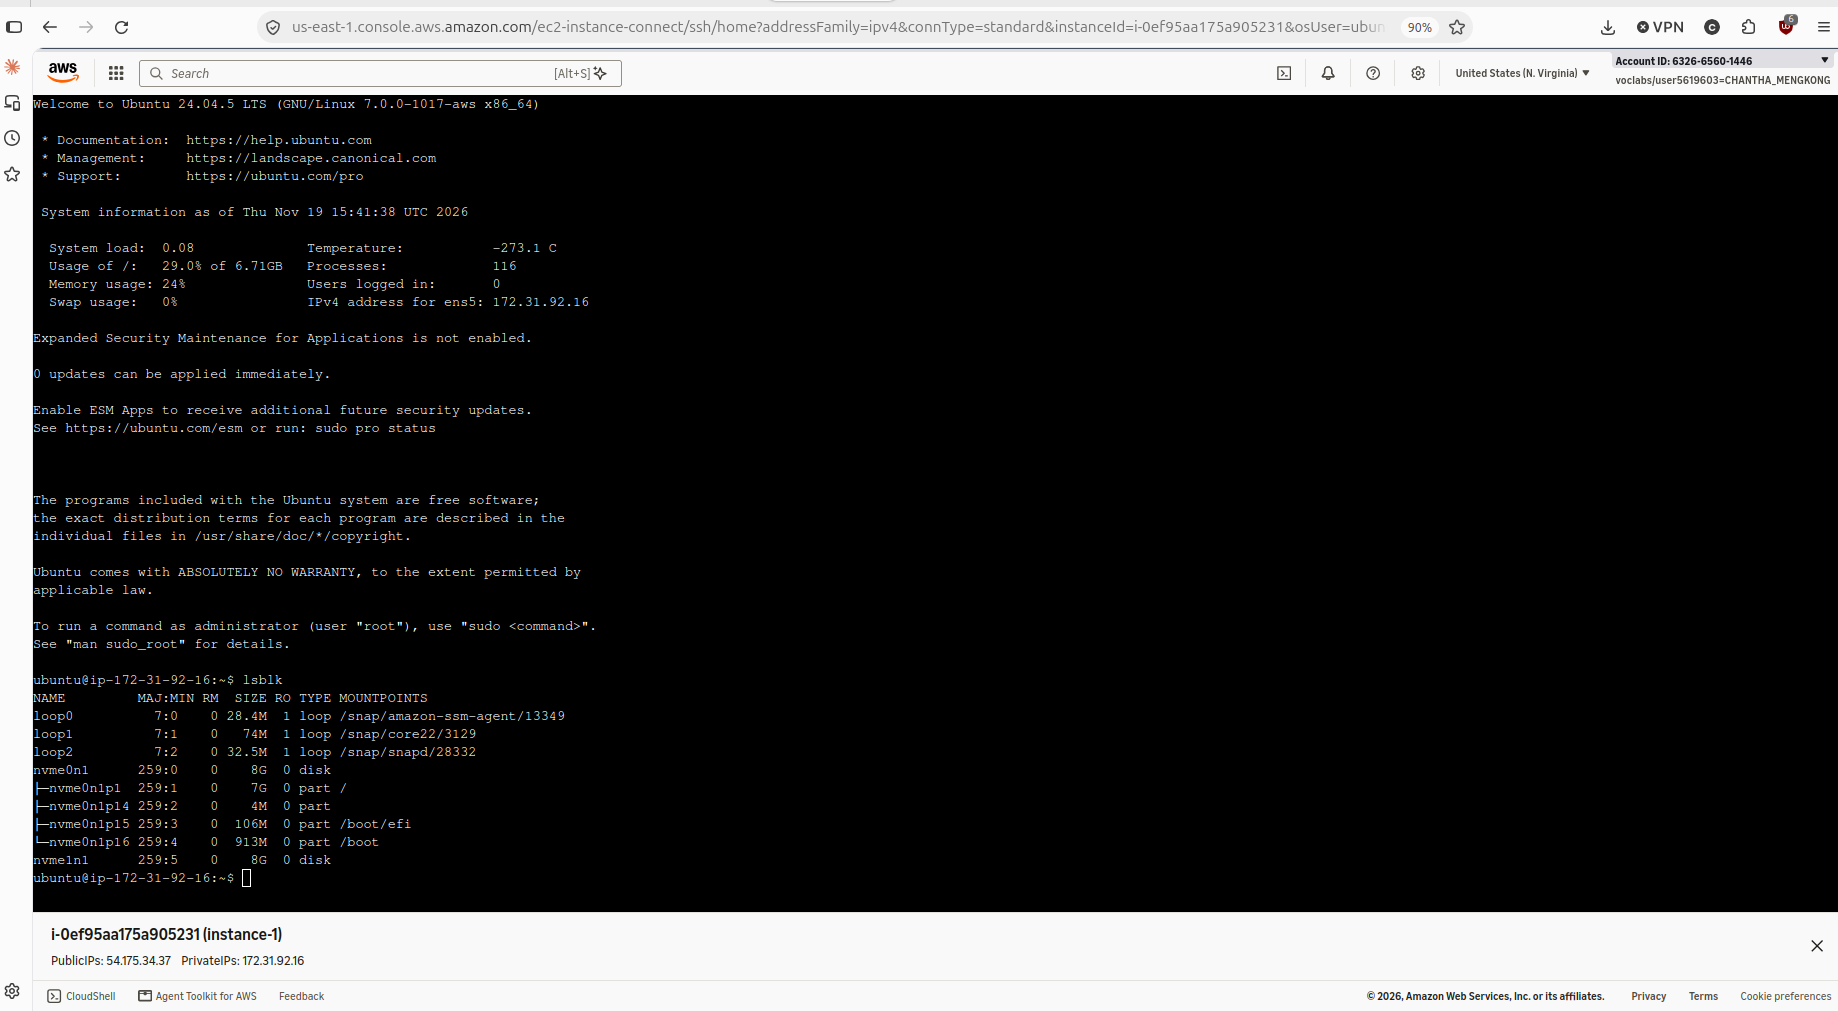 us-east-1.console.aws.amazon.com/ec2-instance-connect/ssh/home?addressFamily=ipv4&connType=standard&instanceId=i-0ef95aa175a905231&osUser=ubun
90%
VPN
C
6
aws
Search
[Alt+S]
United States (N. Virginia)
Account ID: 6326-6560-1446
voclabs/user5619603=CHANTHA_MENGKONG
Welcome to Ubuntu 24.04.5 LTS (GNU/Linux 7.0.0-1017-aws x86_64)
* Documentation:  https://help.ubuntu.com
* Management:     https://landscape.canonical.com
* Support:        https://ubuntu.com/pro
System information as of Thu Nov 19 15:41:38 UTC 2026
System load:  0.08              Temperature:           -273.1 C
Usage of /:   29.0% of 6.71GB   Processes:             116
Memory usage: 24%               Users logged in:       0
Swap usage:   0%                IPv4 address for ens5: 172.31.92.16
Expanded Security Maintenance for Applications is not enabled.
0 updates can be applied immediately.
Enable ESM Apps to receive additional future security updates.
See https://ubuntu.com/esm or run: sudo pro status
The programs included with the Ubuntu system are free software;
the exact distribution terms for each program are described in the
individual files in /usr/share/doc/*/copyright.
Ubuntu comes with ABSOLUTELY NO WARRANTY, to the extent permitted by
applicable law.
To run a command as administrator (user "root"), use "sudo <command>".
See "man sudo_root" for details.
ubuntu@ip-172-31-92-16:~$ lsblk
NAME         MAJ:MIN RM  SIZE RO TYPE MOUNTPOINTS
loop0          7:0    0 28.4M  1 loop /snap/amazon-ssm-agent/13349
loop1          7:1    0   74M  1 loop /snap/core22/3129
loop2          7:2    0 32.5M  1 loop /snap/snapd/28332
nvme0n1      259:0    0    8G  0 disk
├─nvme0n1p1  259:1    0    7G  0 part /
├─nvme0n1p14 259:2    0    4M  0 part
├─nvme0n1p15 259:3    0  106M  0 part /boot/efi
└─nvme0n1p16 259:4    0  913M  0 part /boot
nvme1n1      259:5    0    8G  0 disk
ubuntu@ip-172-31-92-16:~$
i-0ef95aa175a905231 (instance-1)
PublicIPs: 54.175.34.37   PrivateIPs: 172.31.92.16
CloudShell   Agent Toolkit for AWS   Feedback   © 2026, Amazon Web Services, Inc. or its affiliates.   Privacy   Terms   Cookie preferences